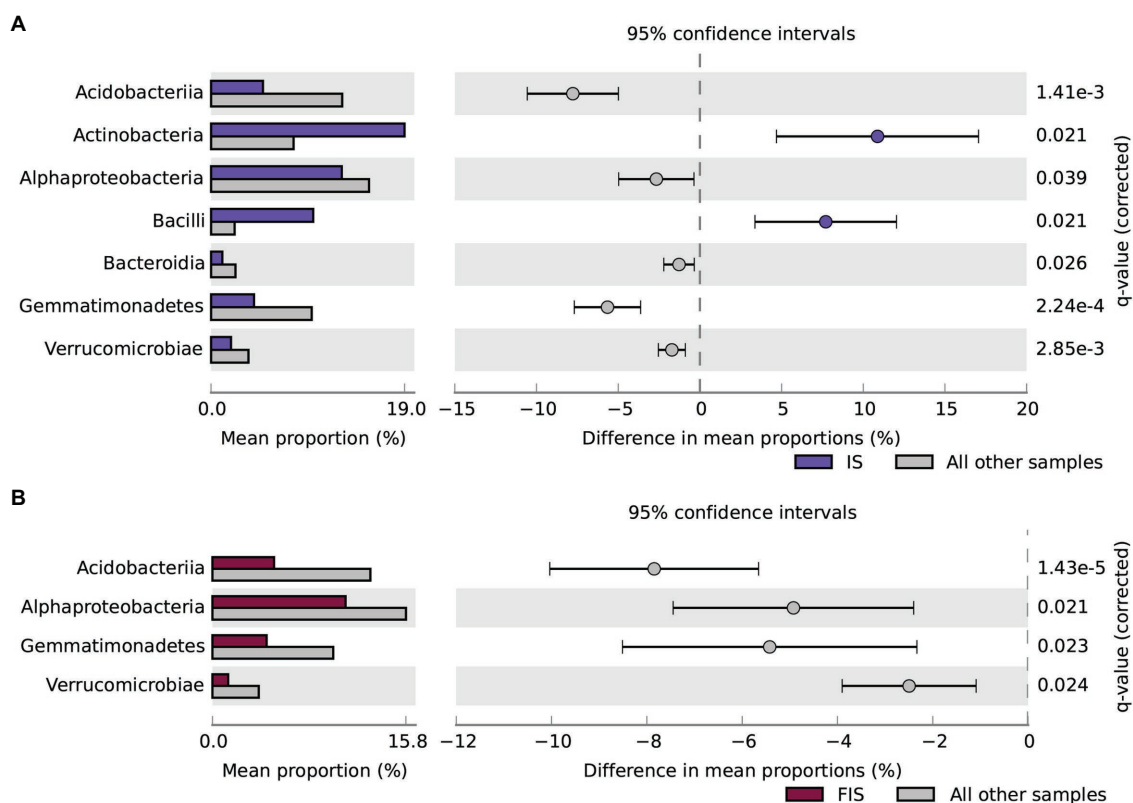 A
95% confidence intervals
Acidobacteriia
1.41e-3
Actinobacteria
0.021
Alphaproteobacteria
0.039
Bacilli
0.021
Bacteroidia
0.026
Gemmatimonadetes
2.24e-4
Verrucomicrobiae
2.85e-3
q-value (corrected)
0.0 19.0
−15 −10 −5 0 5 10 15 20
Mean proportion (%)
Difference in mean proportions (%)
IS All other samples
B
95% confidence intervals
Acidobacteriia
1.43e-5
Alphaproteobacteria
0.021
Gemmatimonadetes
0.023
Verrucomicrobiae
0.024
q-value (corrected)
0.0 15.8
−12 −10 −8 −6 −4 −2 0
Mean proportion (%)
Difference in mean proportions (%)
FIS All other samples